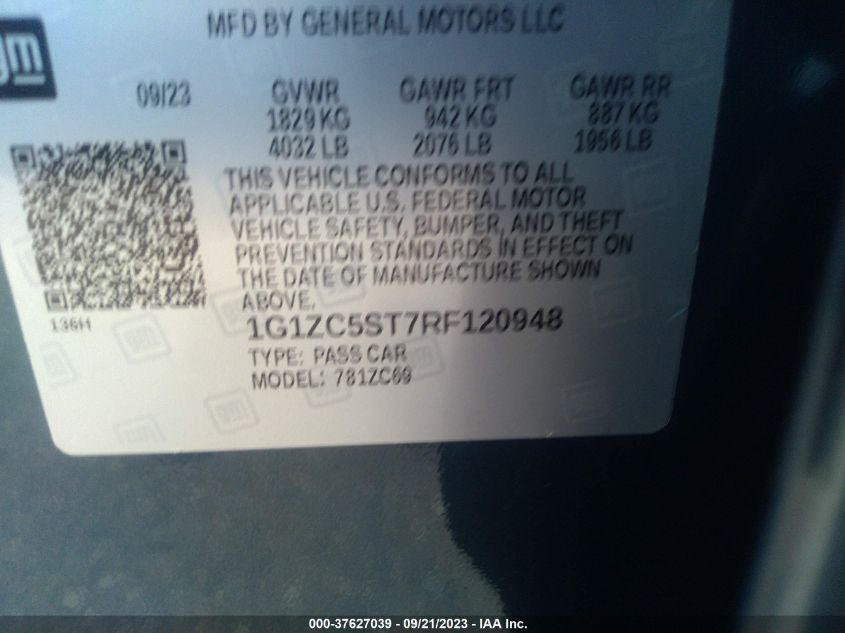 MFD BY GENERAL MOTORS LLC
gm
09/23 GVWR GAWR FRT GAWR RR
1829 KG 942 KG 887 KG
4032 LB 2076 LB 1956 LB
THIS VEHICLE CONFORMS TO ALL
APPLICABLE U.S. FEDERAL MOTOR
VEHICLE SAFETY, BUMPER, AND THEFT
PREVENTION STANDARDS IN EFFECT ON
THE DATE OF MANUFACTURE SHOWN
ABOVE.
136H
1G1ZC5ST7RF120948
TYPE: PASS CAR
MODEL: 781ZC69
000-37627039 - 09/21/2023 - IAA Inc.